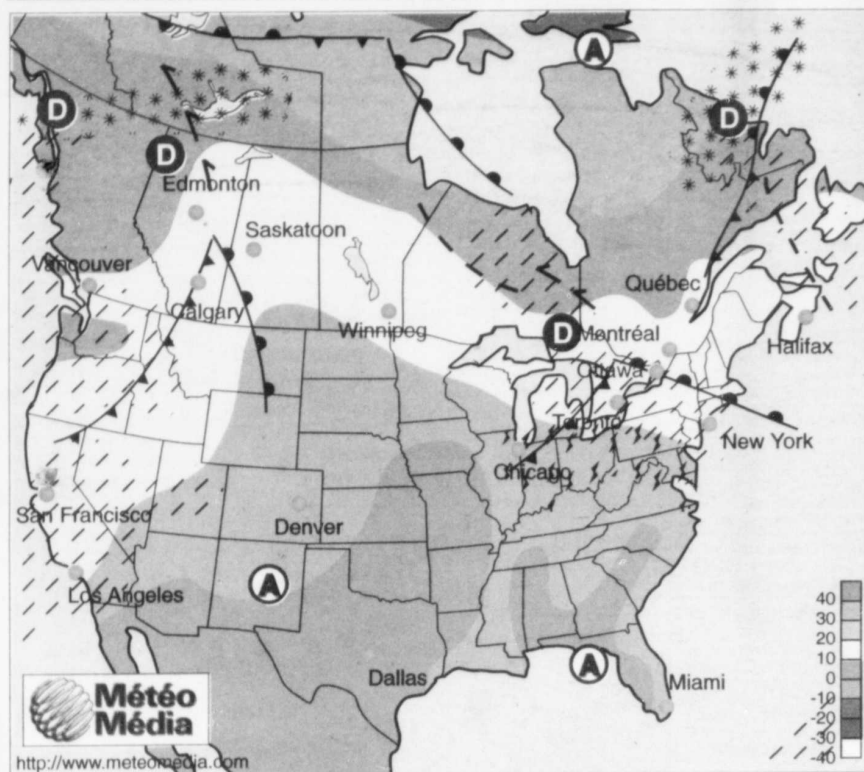 A
D
D
D
Edmonton
Saskatoon
Vancouver
Québec
Calgary
Winnipeg
D
Montréal
Halifax
Ottawa
Toronto
New York
Chicago
San Francisco
Denver
A
Los Angeles
40
30
20
10
0
-10
-20
-30
-40
A
Dallas
Miami
Météo
Média
http://www.meteomedia.com